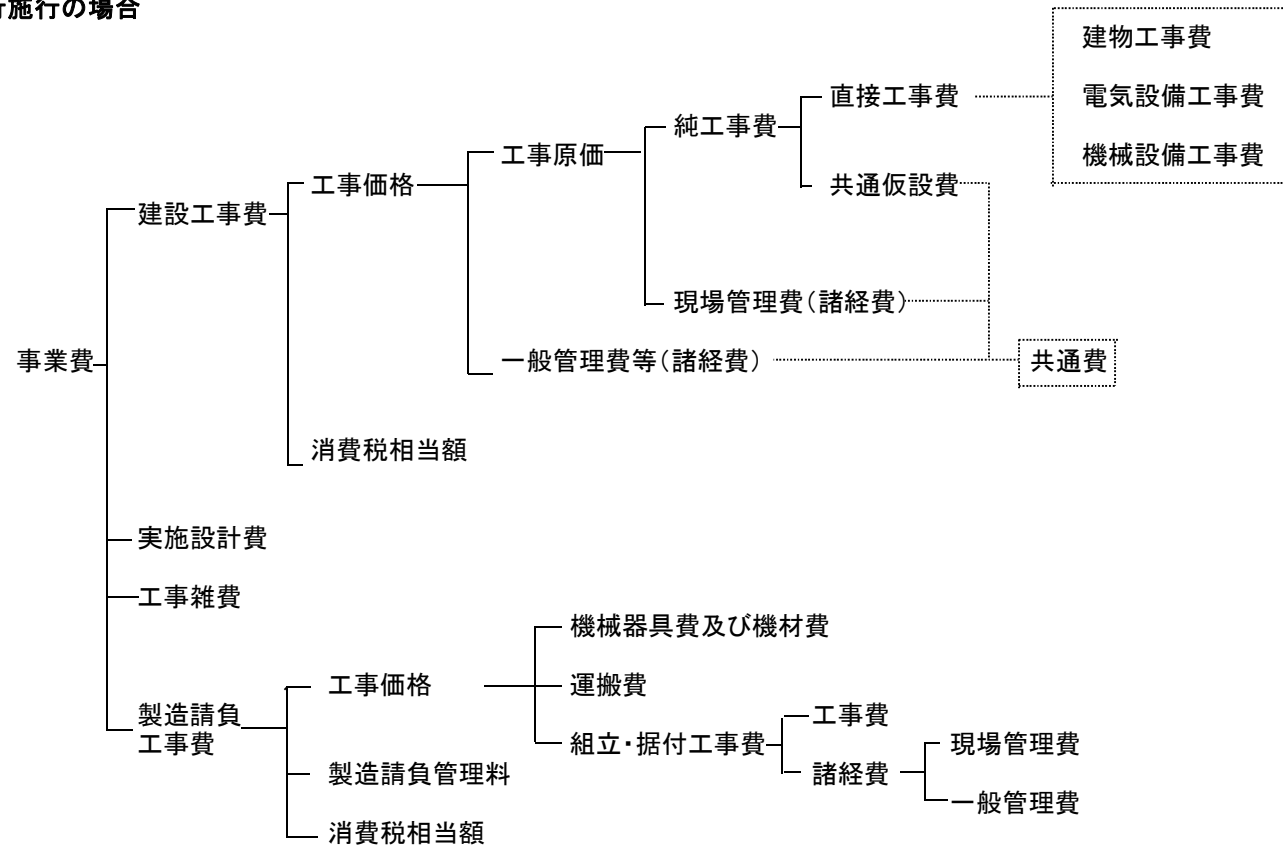 施行の場合
建物工事費
直接工事費
電気設備工事費
純工事費
工事原価
機械設備工事費
工事価格
共通仮設費
建設工事費
現場管理費(諸経費)
事業費
一般管理費等(諸経費)
共通費
消費税相当額
実施設計費
工事雑費
機械器具費及び機材費
工事価格
運搬費
製造請負
工事費
工事費
組立・据付工事費
現場管理費
製造請負管理料
諸経費
一般管理費
消費税相当額